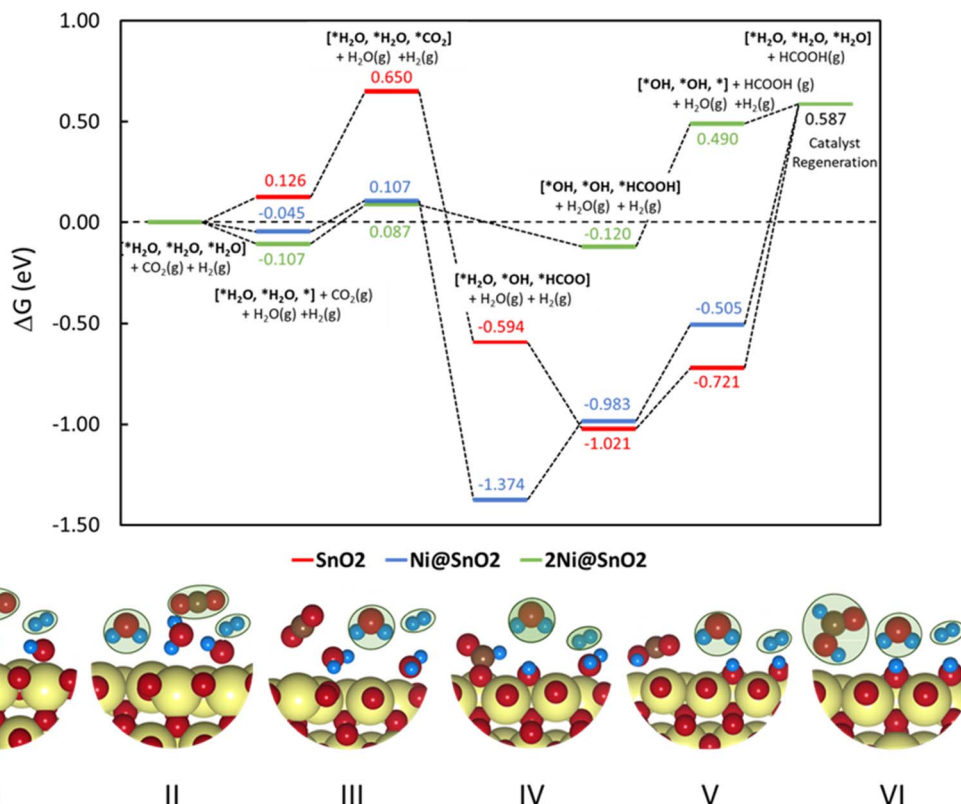 1.00
[*H₂O, *H₂O, *CO₂]
+ H₂O(g) +H₂(g)
0.650
[*H₂O, *H₂O, *H₂O]
+ HCOOH(g)
[*OH, *OH, *] + HCOOH (g)
+ H₂O(g) +H₂(g)
0.50
0.490
0.587
Catalyst
Regeneration
0.126
-0.045
0.107
[*OH, *OH, *HCOOH]
+ H₂O(g) + H₂(g)
0.00
0.087
-0.120
*H₂O, *H₂O, *H₂O]
+ CO₂(g) + H₂(g)
-0.107
[*H₂O, *H₂O, *] + CO₂(g)
+ H₂O(g) +H₂(g)
[*H₂O, *OH, *HCOO]
+ H₂O(g) + H₂(g)
ΔG (eV)
-0.50
-0.594
-0.505
-0.721
-1.00
-0.983
-1.021
-1.374
-1.50
SnO2 Ni@SnO2 2Ni@SnO2
II III IV V VI